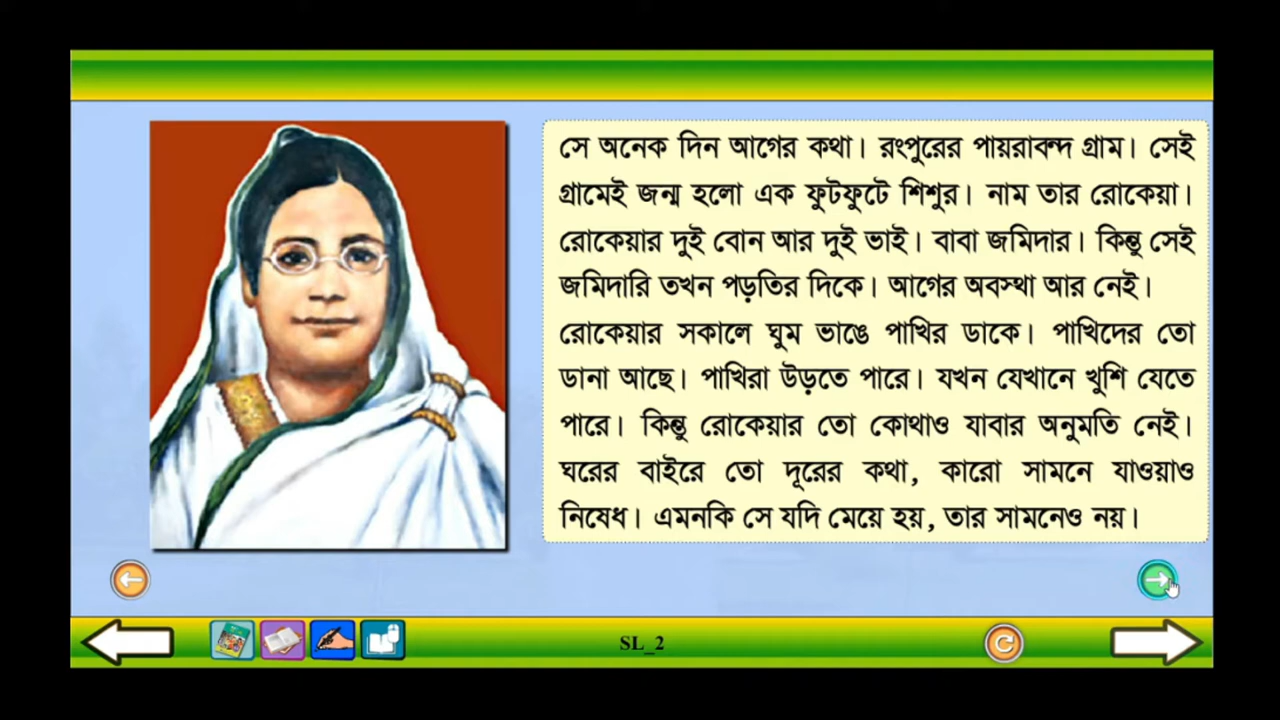 সে অনেক দিন আগের কথা। রংপুরের পায়রাবন্দ গ্রাম। সেই
গ্রামেই জন্ম হলো এক ফুটফুটে শিশুর। নাম তার রোকেয়া।
রোকেয়ার দুই বোন আর দুই ভাই। বাবা জমিদার। কিন্তু সেই
জমিদারি তখন পড়তির দিকে। আগের অবস্থা আর নেই।
রোকেয়ার সকালে ঘুম ভাঙে পাখির ডাকে। পাখিদের তো
ডানা আছে। পাখিরা উড়তে পারে। যখন যেখানে খুশি যেতে
পারে। কিন্তু রোকেয়ার তো কোথাও যাবার অনুমতি নেই।
ঘরের বাইরে তো দূরের কথা, কারো সামনে যাওয়াও
নিষেধ। এমনকি সে যদি মেয়ে হয়, তার সামনেও নয়।
SL_2